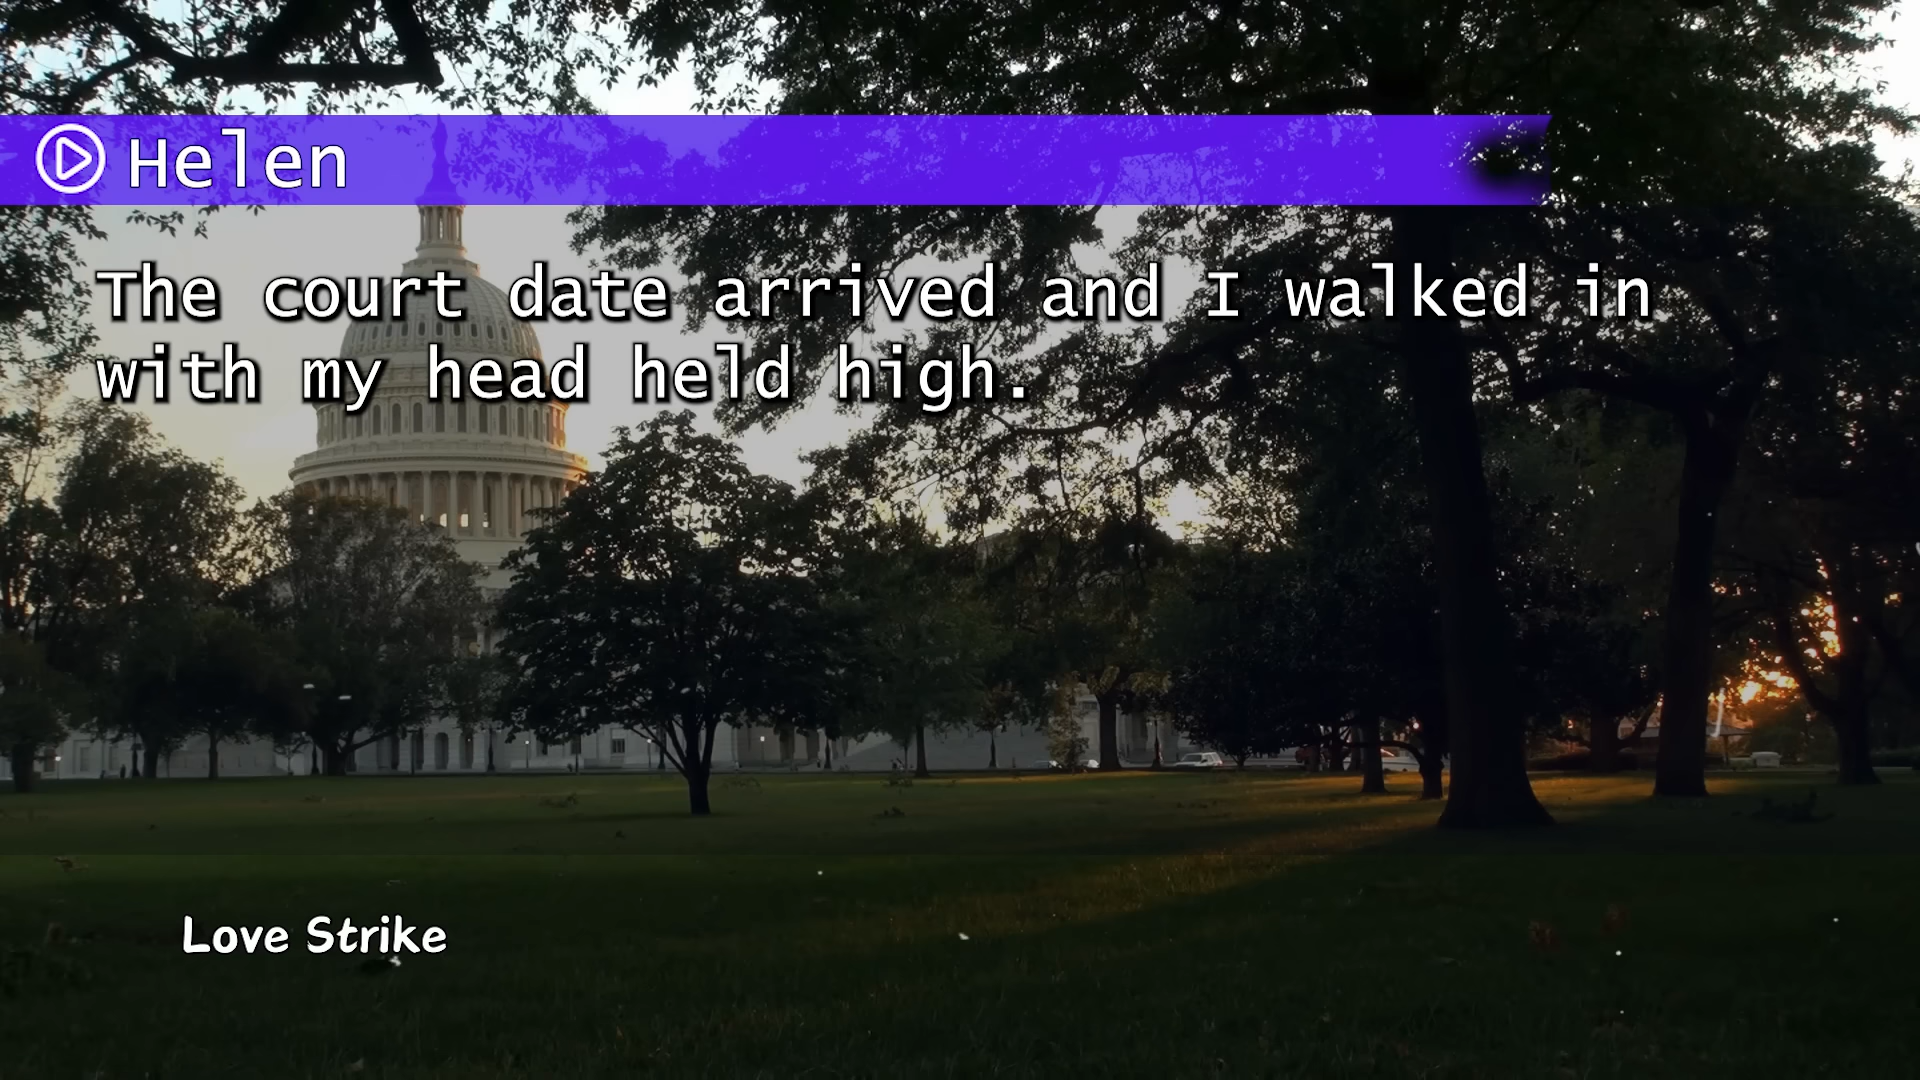 Helen
The court date arrived and I walked in
with my head held high.
Love Strike